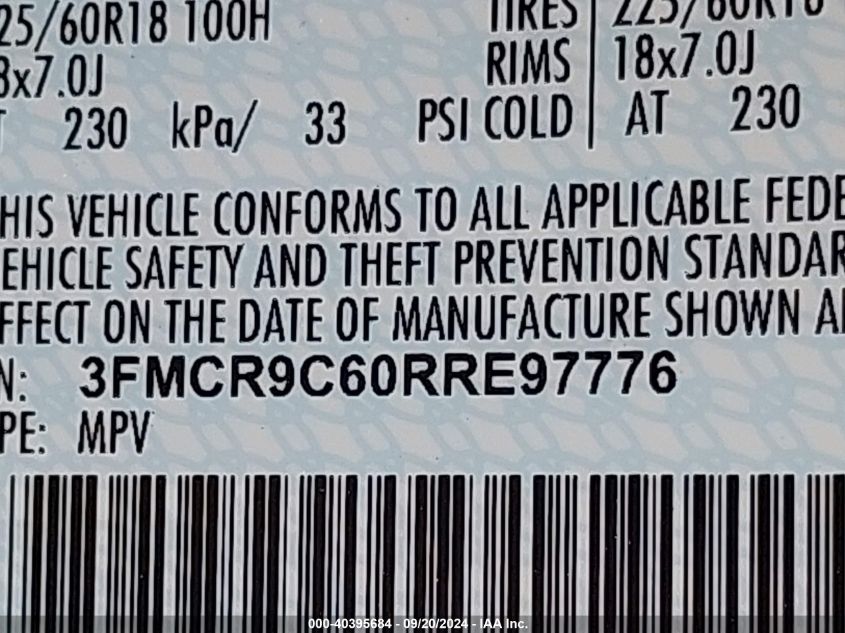 25/60R18 100H TIRES 225/60R18
8x7.0J RIMS 18x7.0J
T 230 kPa/ 33 PSI COLD AT 230
HIS VEHICLE CONFORMS TO ALL APPLICABLE FEDE
EHICLE SAFETY AND THEFT PREVENTION STANDAR
FFECT ON THE DATE OF MANUFACTURE SHOWN A
N: 3FMCR9C60RRE97776
PE: MPV
000-40395684 - 09/20/2024 - IAA Inc.